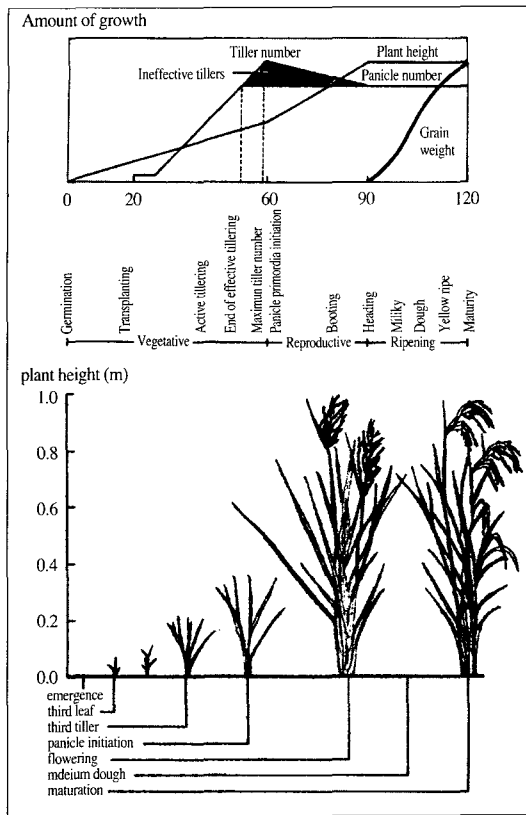 Amount of growth
Tiller number
Plant height
Ineffective tillers
Panicle number
Grain
weight
0 20 60 90 120
Germination
Transplanting
Active tillering
End of effective tillering
Maximun tiller number
Panicle primordia initiation
Booting
Heading
Milky
Dough
Yellow ripe
Maturity
Vegetative Reproductive Ripening
plant height (m)
1.0
0.8
0.6
0.4
0.2
0.0
emergence
third leaf
third tiller
panicle initiation
flowering
mdeium dough
maturation